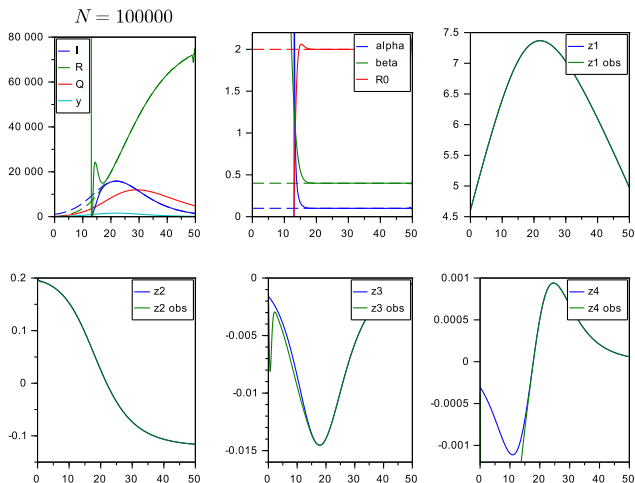 N = 100000
80 000
60 000
40 000
20 000
0
0 10 20 30 40 50
I
R
Q
y
2
1.5
1
0.5
0
0 10 20 30 40 50
alpha
beta
R0
7.5
7
6.5
6
5.5
5
4.5
0 10 20 30 40 50
z1
z1 obs
0.2
0.1
0
-0.1
0 10 20 30 40 50
z2
z2 obs
0
-0.005
-0.01
-0.015
0 10 20 30 40 50
z3
z3 obs
0.001
0.0005
0
-0.0005
-0.001
0 10 20 30 40 50
z4
z4 obs